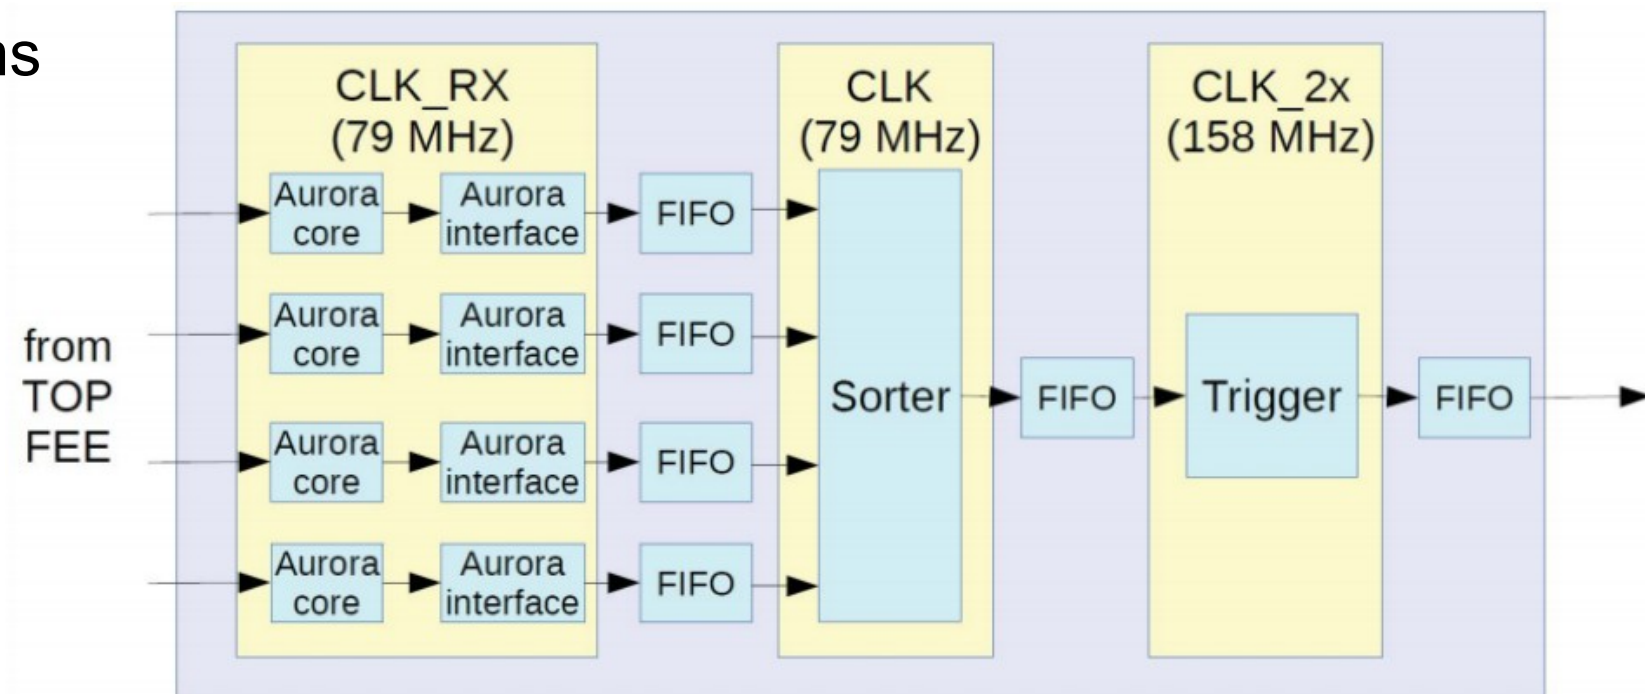 ns
CLK_RX
(79 MHz)
CLK
(79 MHz)
CLK_2x
(158 MHz)
Aurora
core
Aurora
interface
FIFO
Aurora
core
Aurora
interface
FIFO
from
TOP
FEE
Sorter
FIFO
Trigger
FIFO
Aurora
core
Aurora
interface
FIFO
Aurora
core
Aurora
interface
FIFO